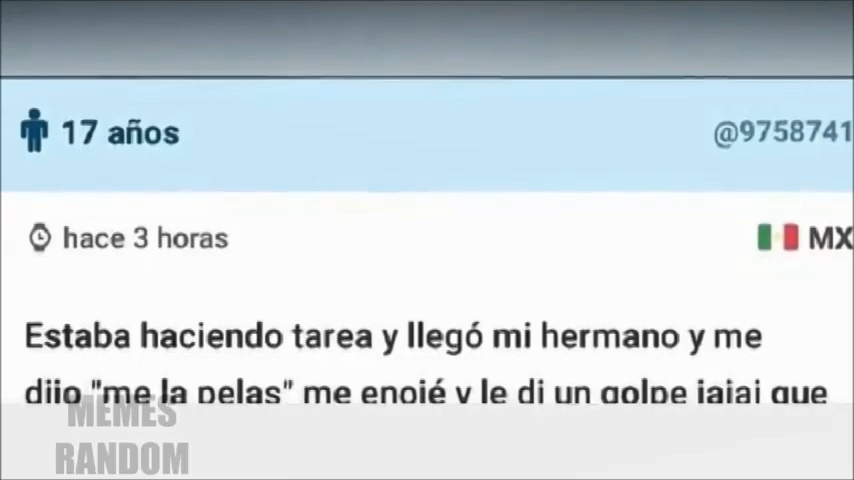 17 años
@9758741
hace 3 horas
MX
Estaba haciendo tarea y llegó mi hermano y me
dijo "me la pelas" me enojé y le di un golpe jajaj que
MEMES
RANDOM